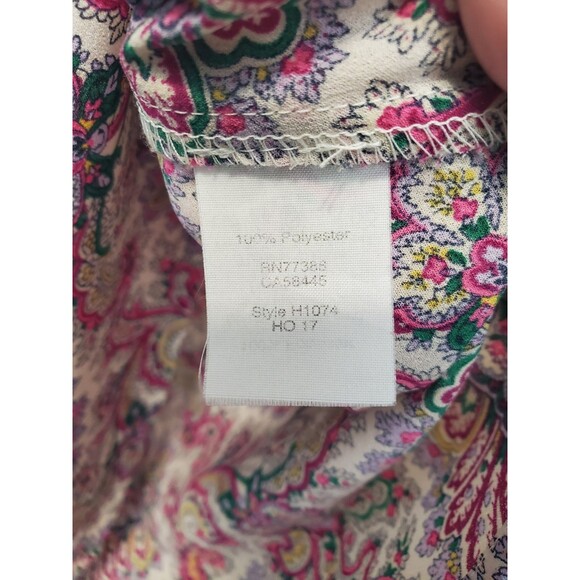 100% Polyester
RN77388
CA58445
Style H1074
HO 17